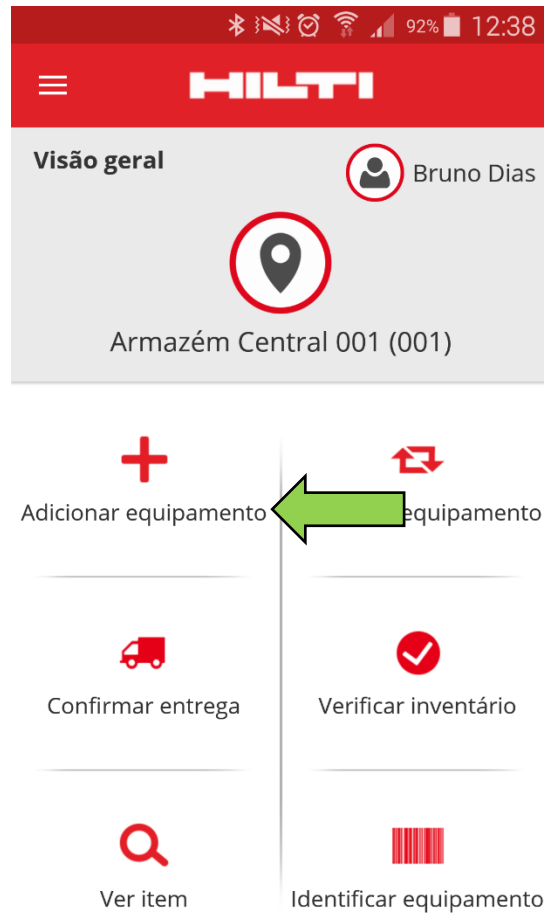 92% 12:38
HILTI
Visão geral
Bruno Dias
Armazém Central 001 (001)
Adicionar equipamento
equipamento
Confirmar entrega
Verificar inventário
Ver item
Identificar equipamento